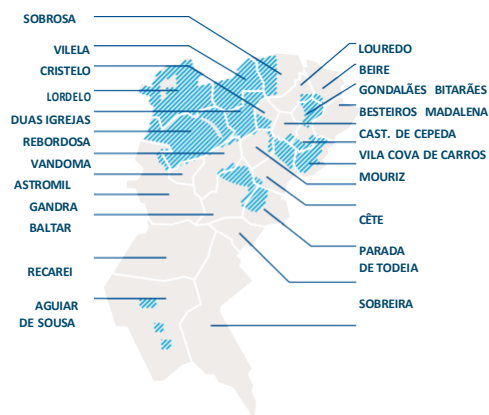 SOBROSA
VILELA
CRISTELO
LORDELO
DUAS IGREJAS
REBORDOSA
VANDOMA
ASTROMIL
GANDRA
BALTAR
RECAREI
AGUIAR
DE SOUSA
LOUREDO
BEIRE
GONDALÃES BITARÃES
BESTEIROS MADALENA
CAST. DE CEPEDA
VILA COVA DE CARROS
MOURIZ
CÊTE
PARADA
DE TODEIA
SOBREIRA